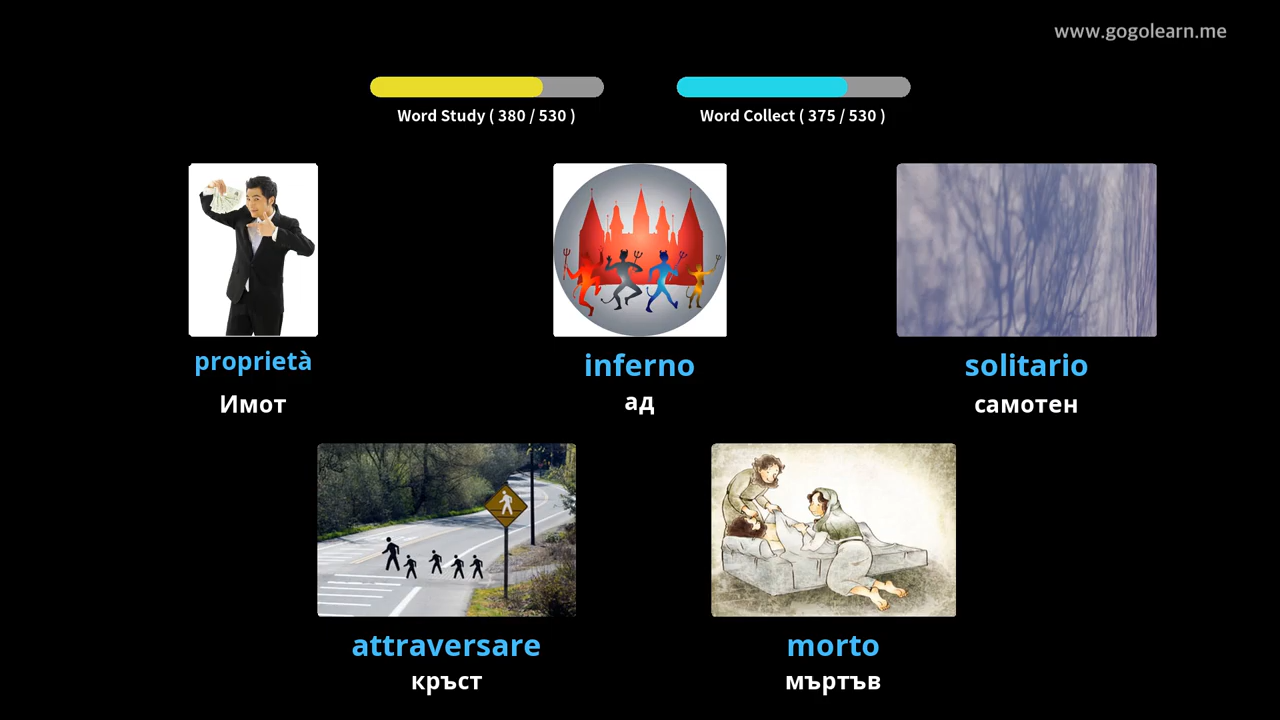 www.gogolearn.me
Word Study ( 380 / 530 )
Word Collect ( 375 / 530 )
proprietà
Имот
inferno
ад
solitario
самотен
attraversare
кръст
morto
мъртъв